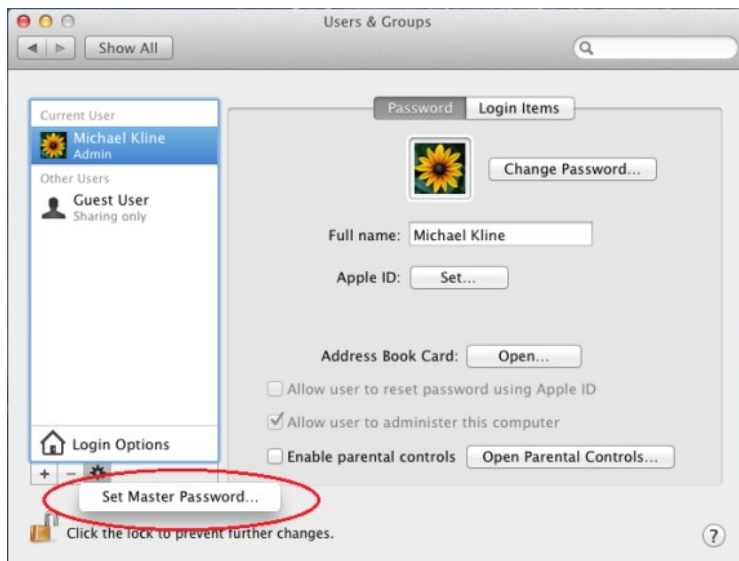 Users & Groups
Show All
Current User
Michael Kline
Admin
Other Users
Guest User
Sharing only
Login Options
+ -
Set Master Password...
Click the lock to prevent further changes.
Password Login Items
Change Password...
Full name: Michael Kline
Apple ID: Set...
Address Book Card: Open...
Allow user to reset password using Apple ID
Allow user to administer this computer
Enable parental controls Open Parental Controls...
?